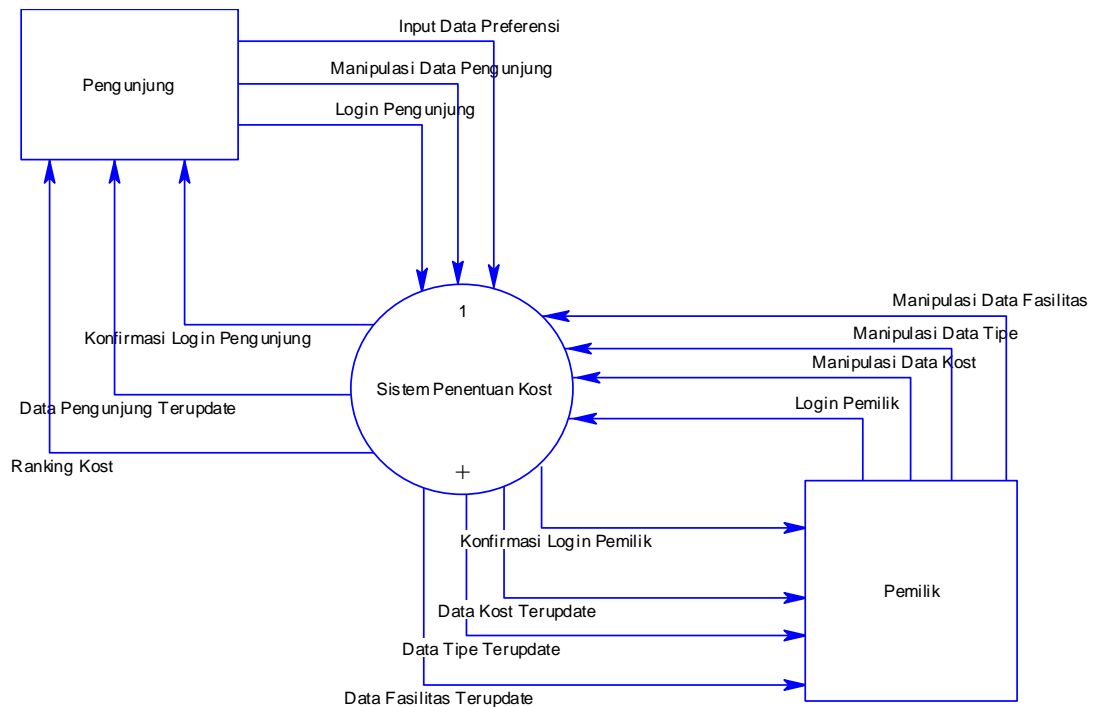 Input Data Preferensi
Manipulasi Data Pengunjung
Pengunjung
Login Pengunjung
1
Manipulasi Data Fasilitas
Manipulasi Data Tipe
Konfirmasi Login Pengunjung
Manipulasi Data Kost
Sistem Penentuan Kost
Login Pemilik
Data Pengunjung Terupdate
Ranking Kost
+
Konfirmasi Login Pemilik
Pemilik
Data Kost Terupdate
Data Tipe Terupdate
Data Fasilitas Terupdate